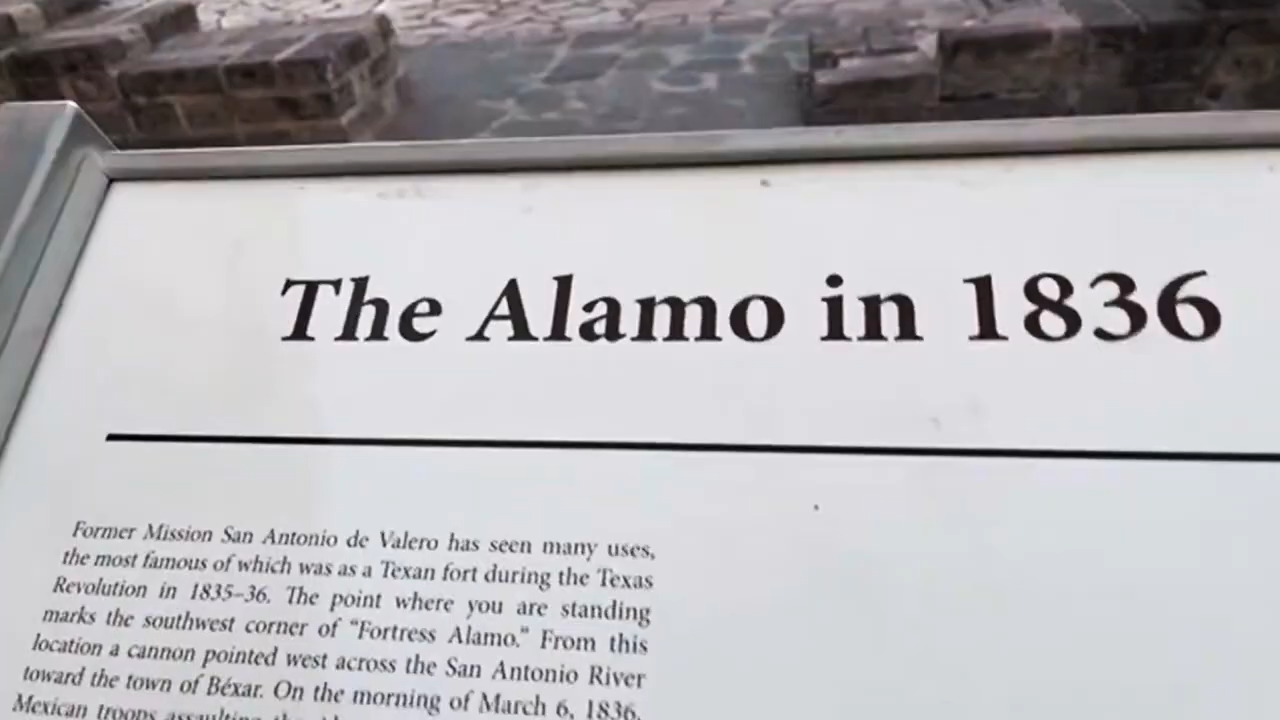 The Alamo in 1836
Former Mission San Antonio de Valero has seen many uses,
the most famous of which was as a Texan fort during the Texas
Revolution in 1835–36. The point where you are standing
marks the southwest corner of “Fortress Alamo.” From this
location a cannon pointed west across the San Antonio River
toward the town of Béxar. On the morning of March 6, 1836,
Mexican troops assaulting the